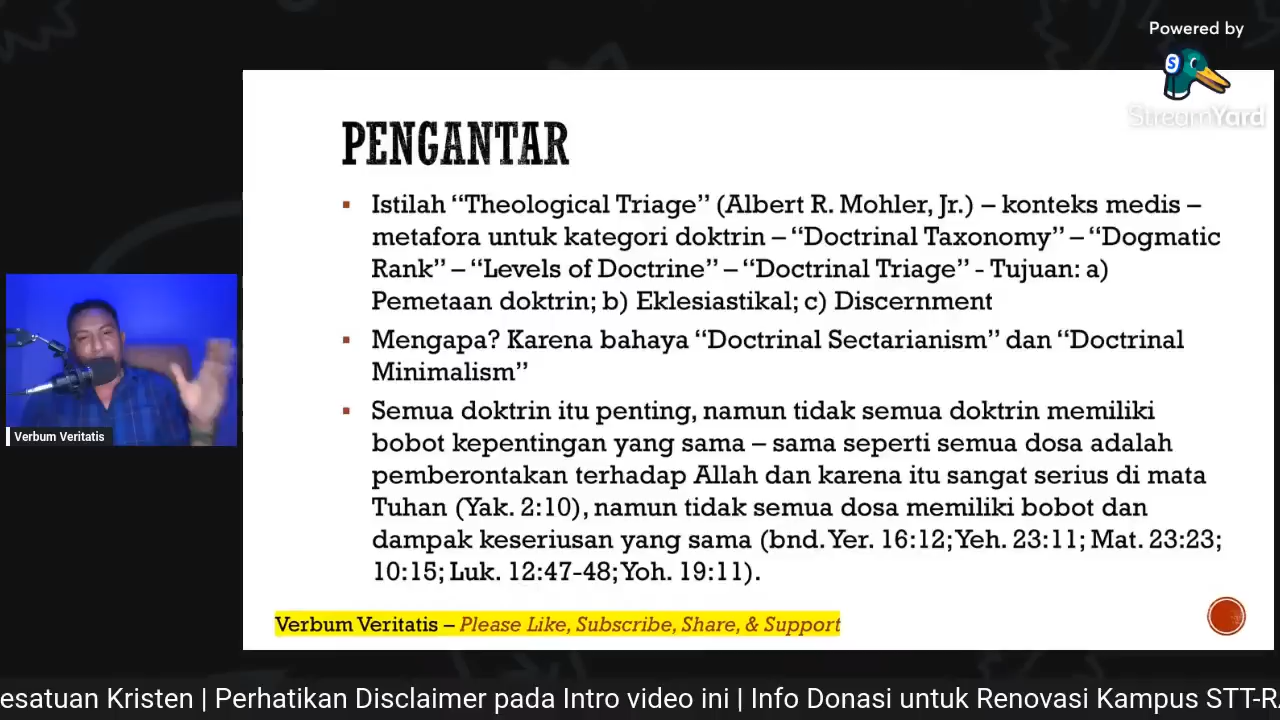 Powered by
StreamYard
PENGANTAR
▪ Istilah “Theological Triage” (Albert R. Mohler, Jr.) – konteks medis –
metafora untuk kategori doktrin – “Doctrinal Taxonomy” – “Dogmatic
Rank” – “Levels of Doctrine” – “Doctrinal Triage” - Tujuan: a)
Pemetaan doktrin; b) Eklesiastikal; c) Discernment
▪ Mengapa? Karena bahaya “Doctrinal Sectarianism” dan “Doctrinal
Minimalism”
▪ Semua doktrin itu penting, namun tidak semua doktrin memiliki
bobot kepentingan yang sama – sama seperti semua dosa adalah
pemberontakan terhadap Allah dan karena itu sangat serius di mata
Tuhan (Yak. 2:10), namun tidak semua dosa memiliki bobot dan
dampak keseriusan yang sama (bnd. Yer. 16:12; Yeh. 23:11; Mat. 23:23;
10:15; Luk. 12:47-48; Yoh. 19:11).
Verbum Veritatis
Verbum Veritatis – Please Like, Subscribe, Share, & Support
esatuan Kristen | Perhatikan Disclaimer pada Intro video ini | Info Donasi untuk Renovasi Kampus STT-R